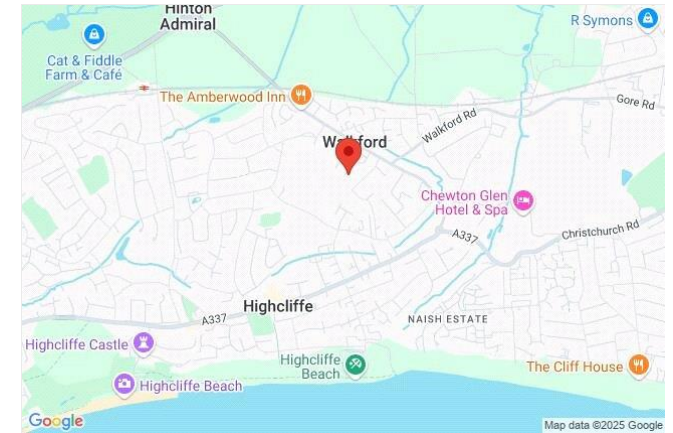 Hinton
Admiral
R Symons
Cat & Fiddle
Farm & Café
The Amberwood Inn
Gore Rd
Walkford Rd
Walkford
Chewton Glen
Hotel & Spa
A337
Christchurch Rd
Highcliffe
A337
NAISH ESTATE
Highcliffe Castle
Highcliffe
Beach
The Cliff House
Highcliffe Beach
Google
Map data ©2025 Google